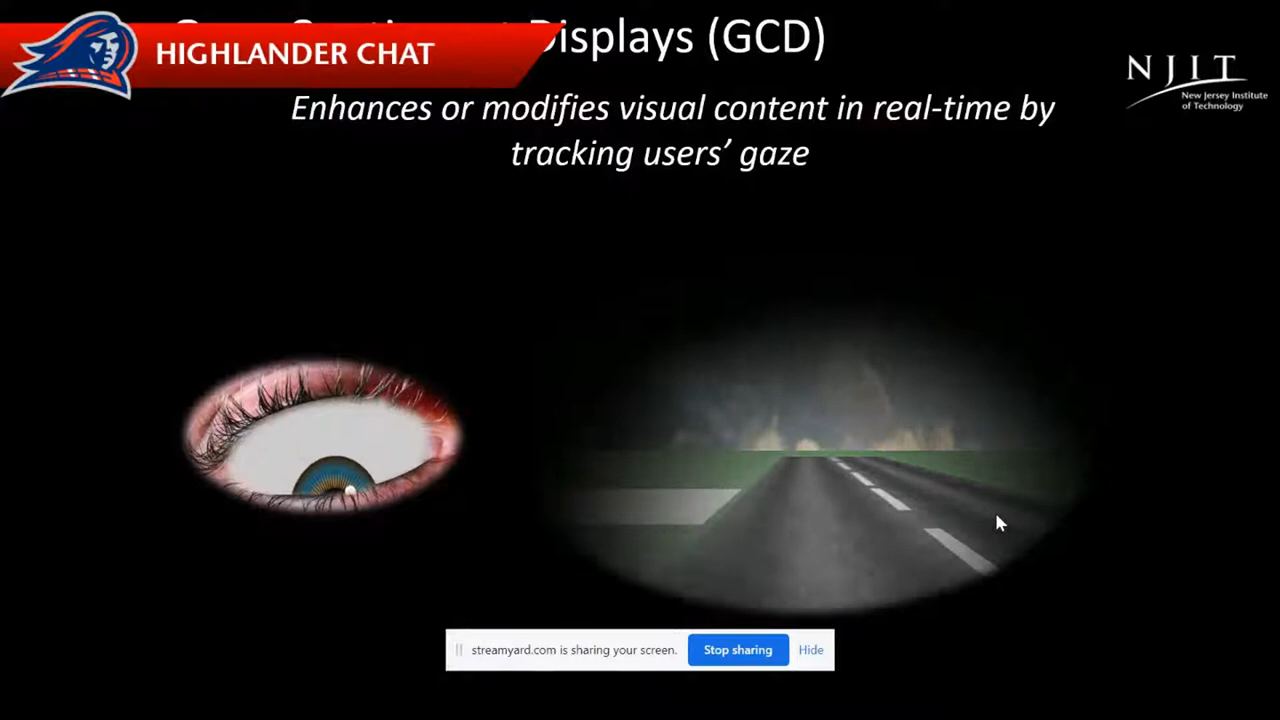 Displays (GCD)
HIGHLANDER CHAT
NJIT
New Jersey Institute
of Technology
Enhances or modifies visual content in real-time by
tracking users’ gaze
streamyard.com is sharing your screen. Stop sharing Hide